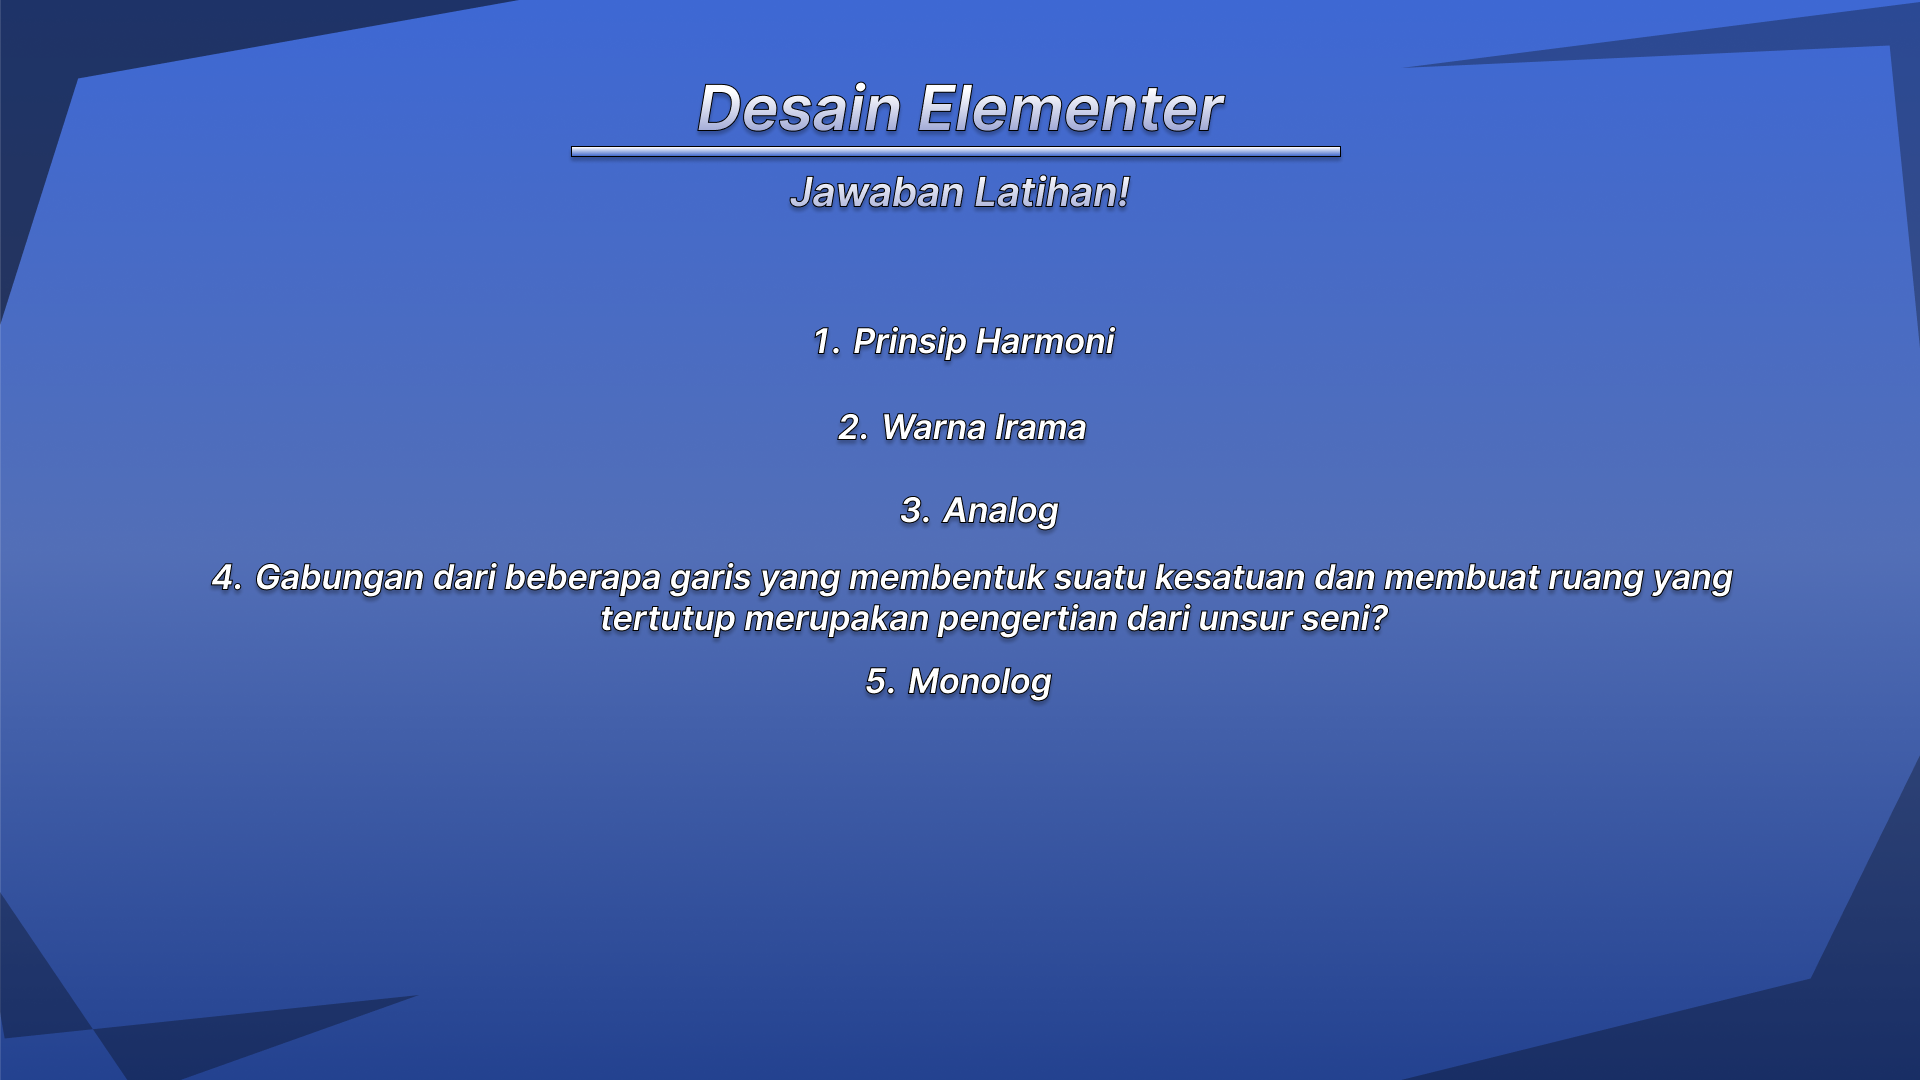 Desain Elementer
Jawaban Latihan!
1. Prinsip Harmoni
2. Warna Irama
3. Analog
4. Gabungan dari beberapa garis yang membentuk suatu kesatuan dan membuat ruang yang
tertutup merupakan pengertian dari unsur seni?
5. Monolog